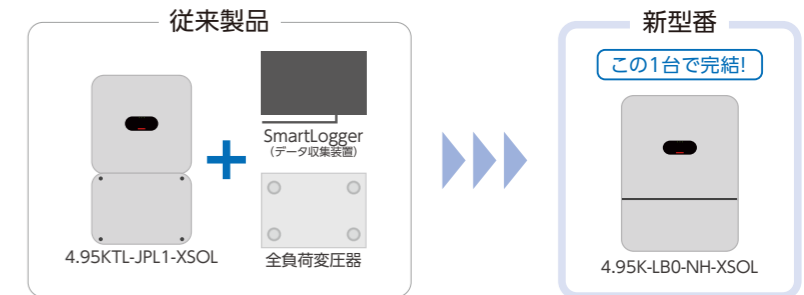 従来製品
SmartLogger
(データ収集装置)
4.95KTL-JPL1-XSOL
全負荷変圧器
新型番
この1台で完結!
4.95K-LB0-NH-XSOL